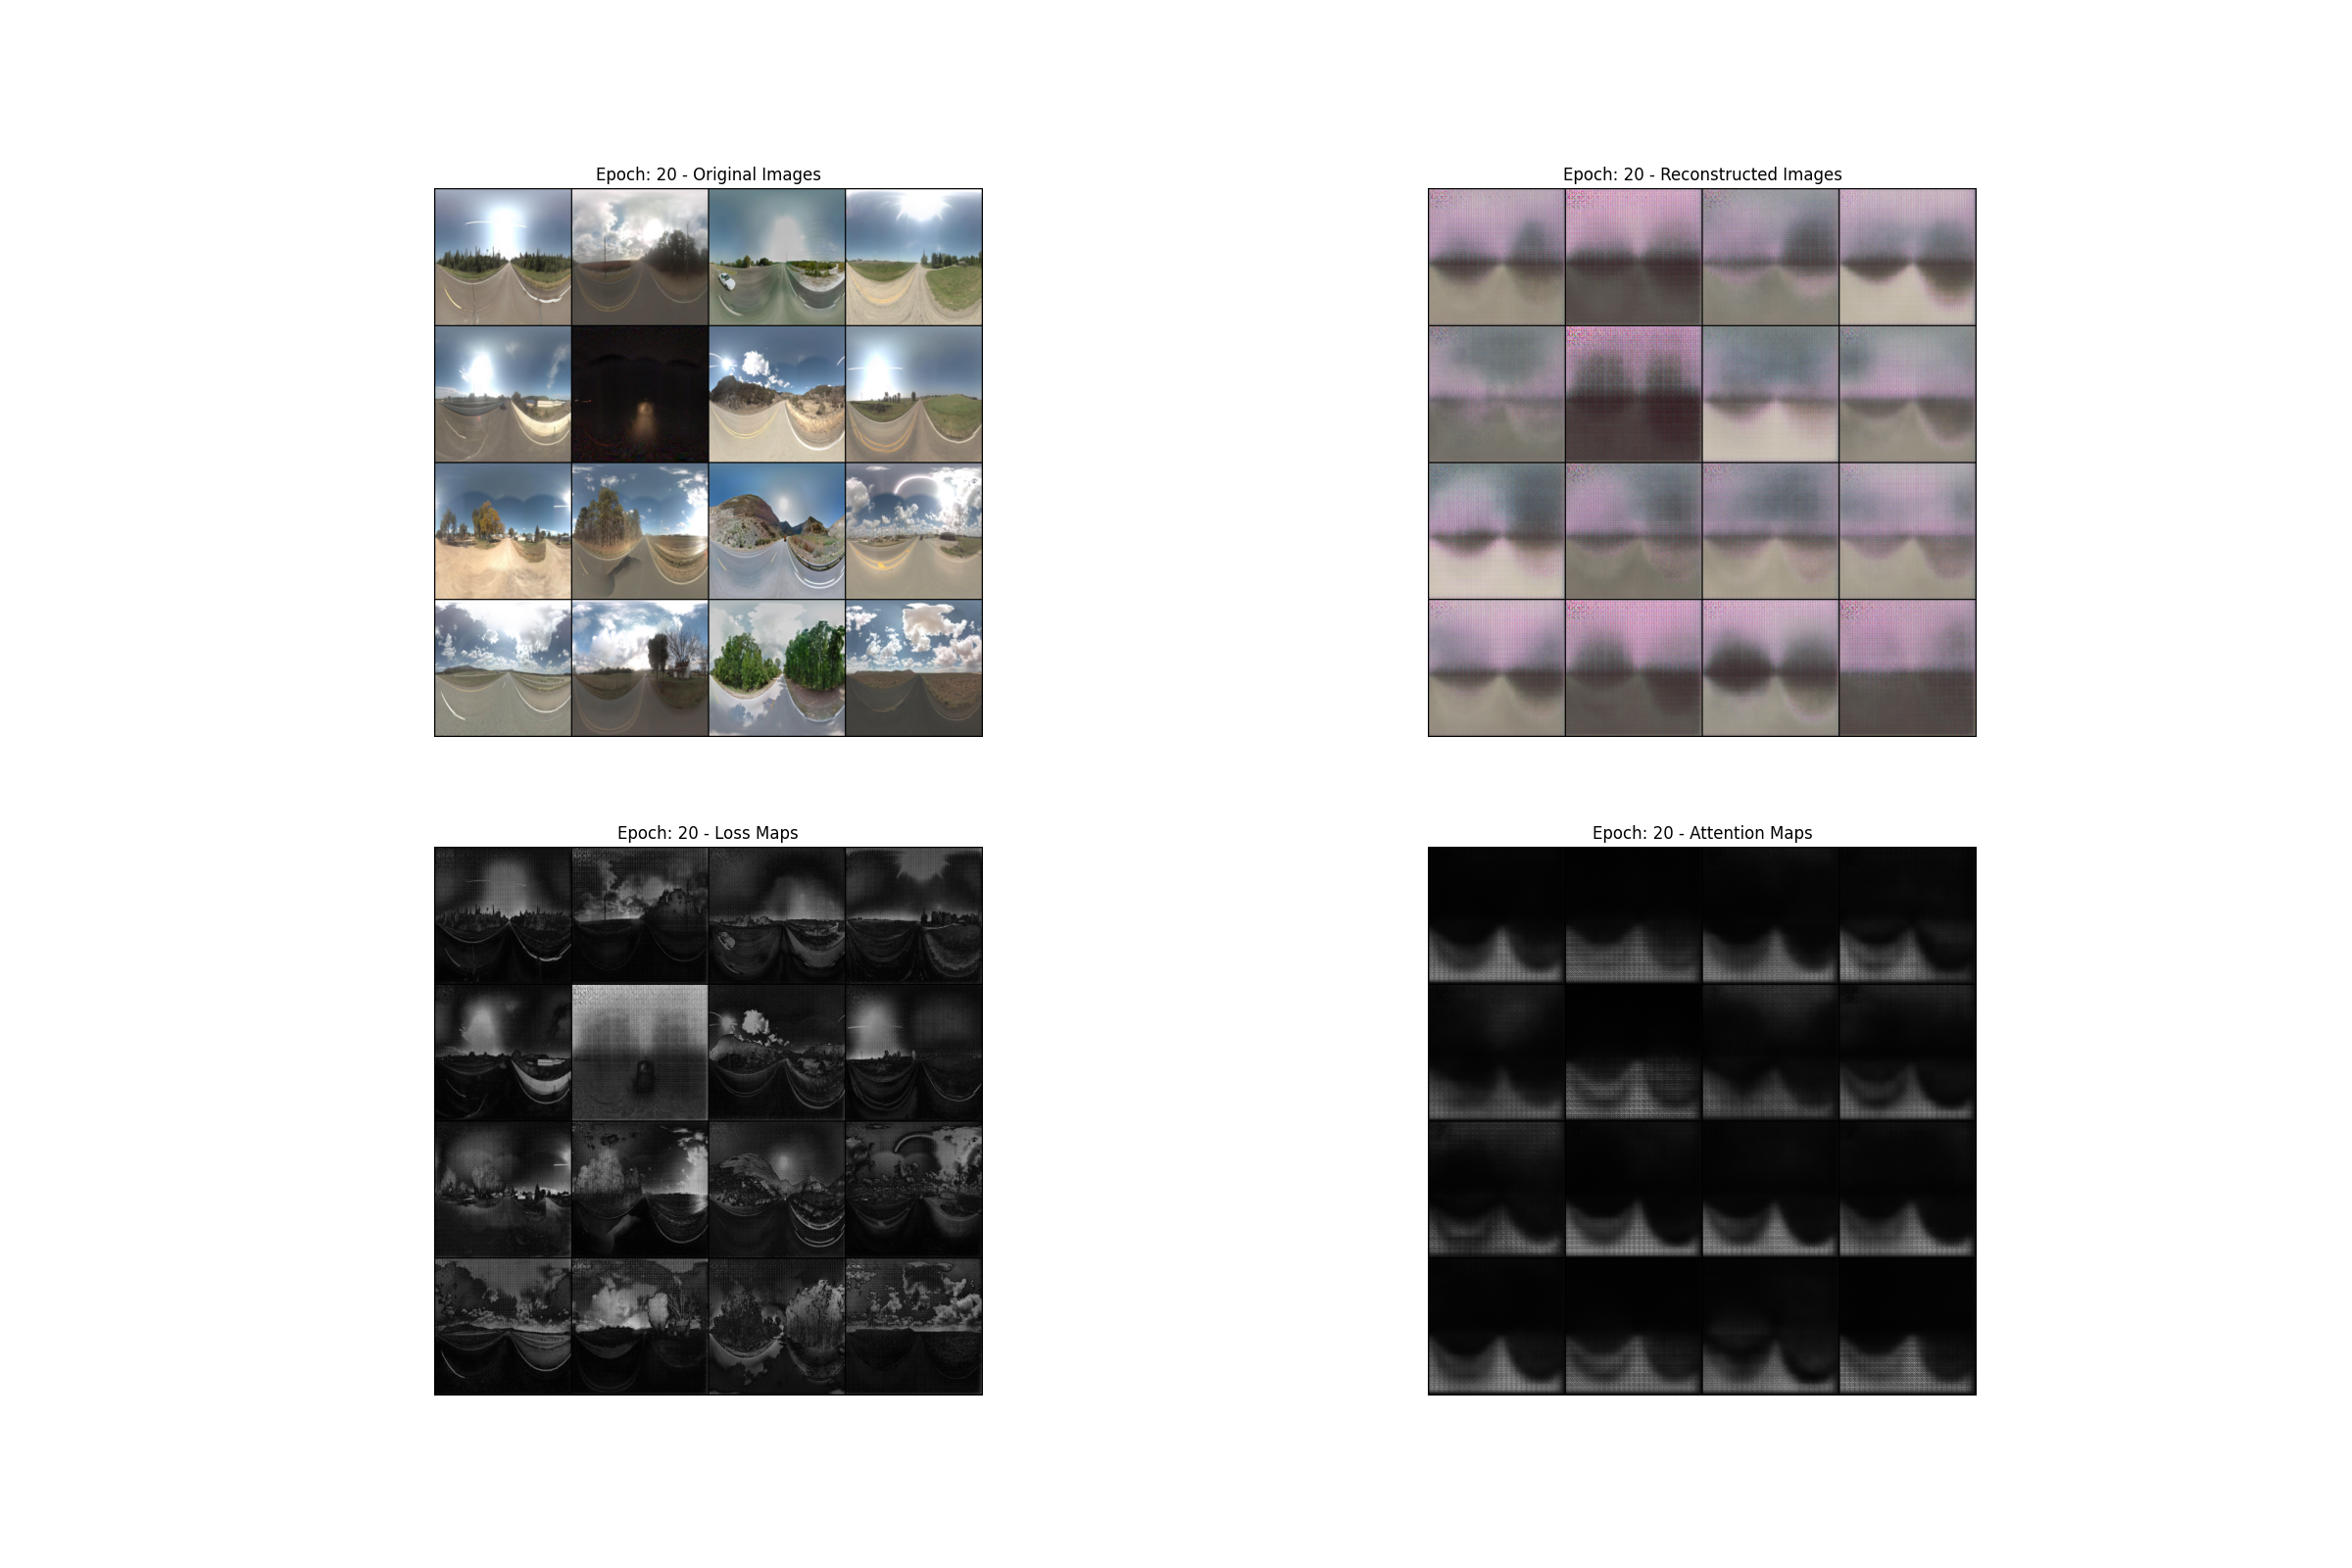 Epoch: 20 - Original Images
Epoch: 20 - Reconstructed Images
Epoch: 20 - Loss Maps
Epoch: 20 - Attention Maps